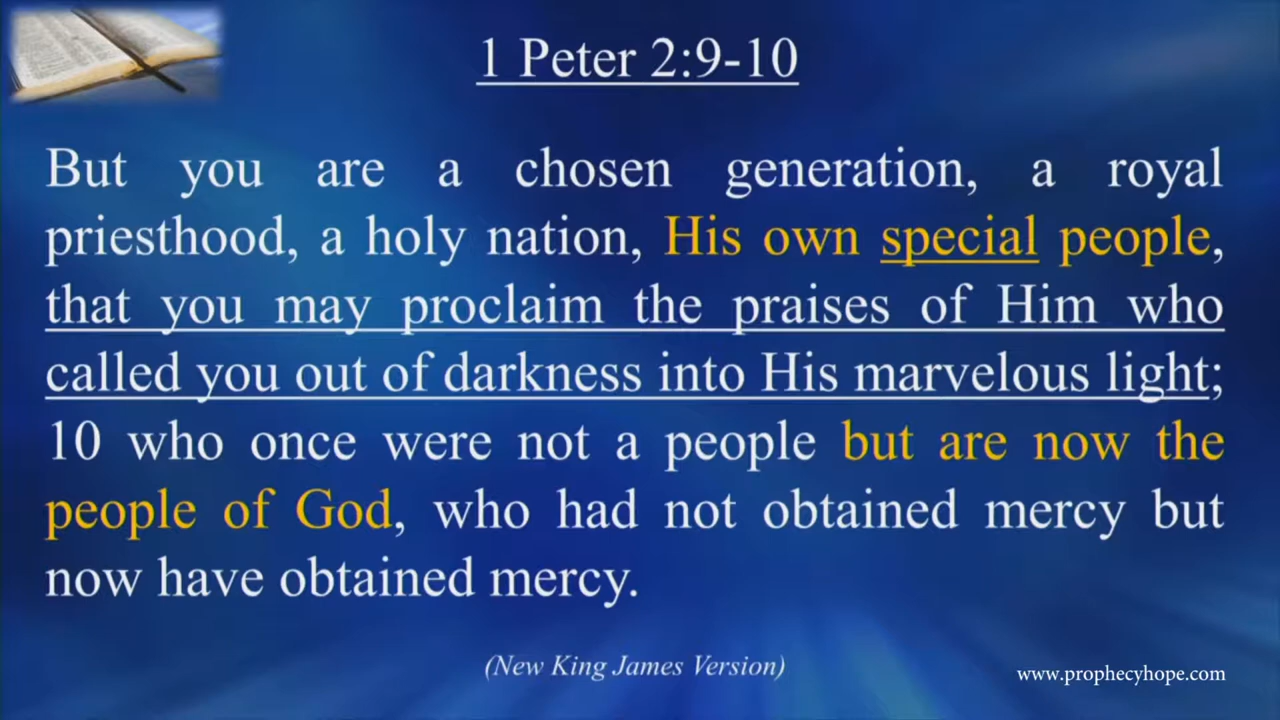 1 Peter 2:9-10
But you are a chosen generation, a royal
priesthood, a holy nation, His own special people,
that you may proclaim the praises of Him who
called you out of darkness into His marvelous light;
10 who once were not a people but are now the
people of God, who had not obtained mercy but
now have obtained mercy.
(New King James Version)
www.prophecyhope.com